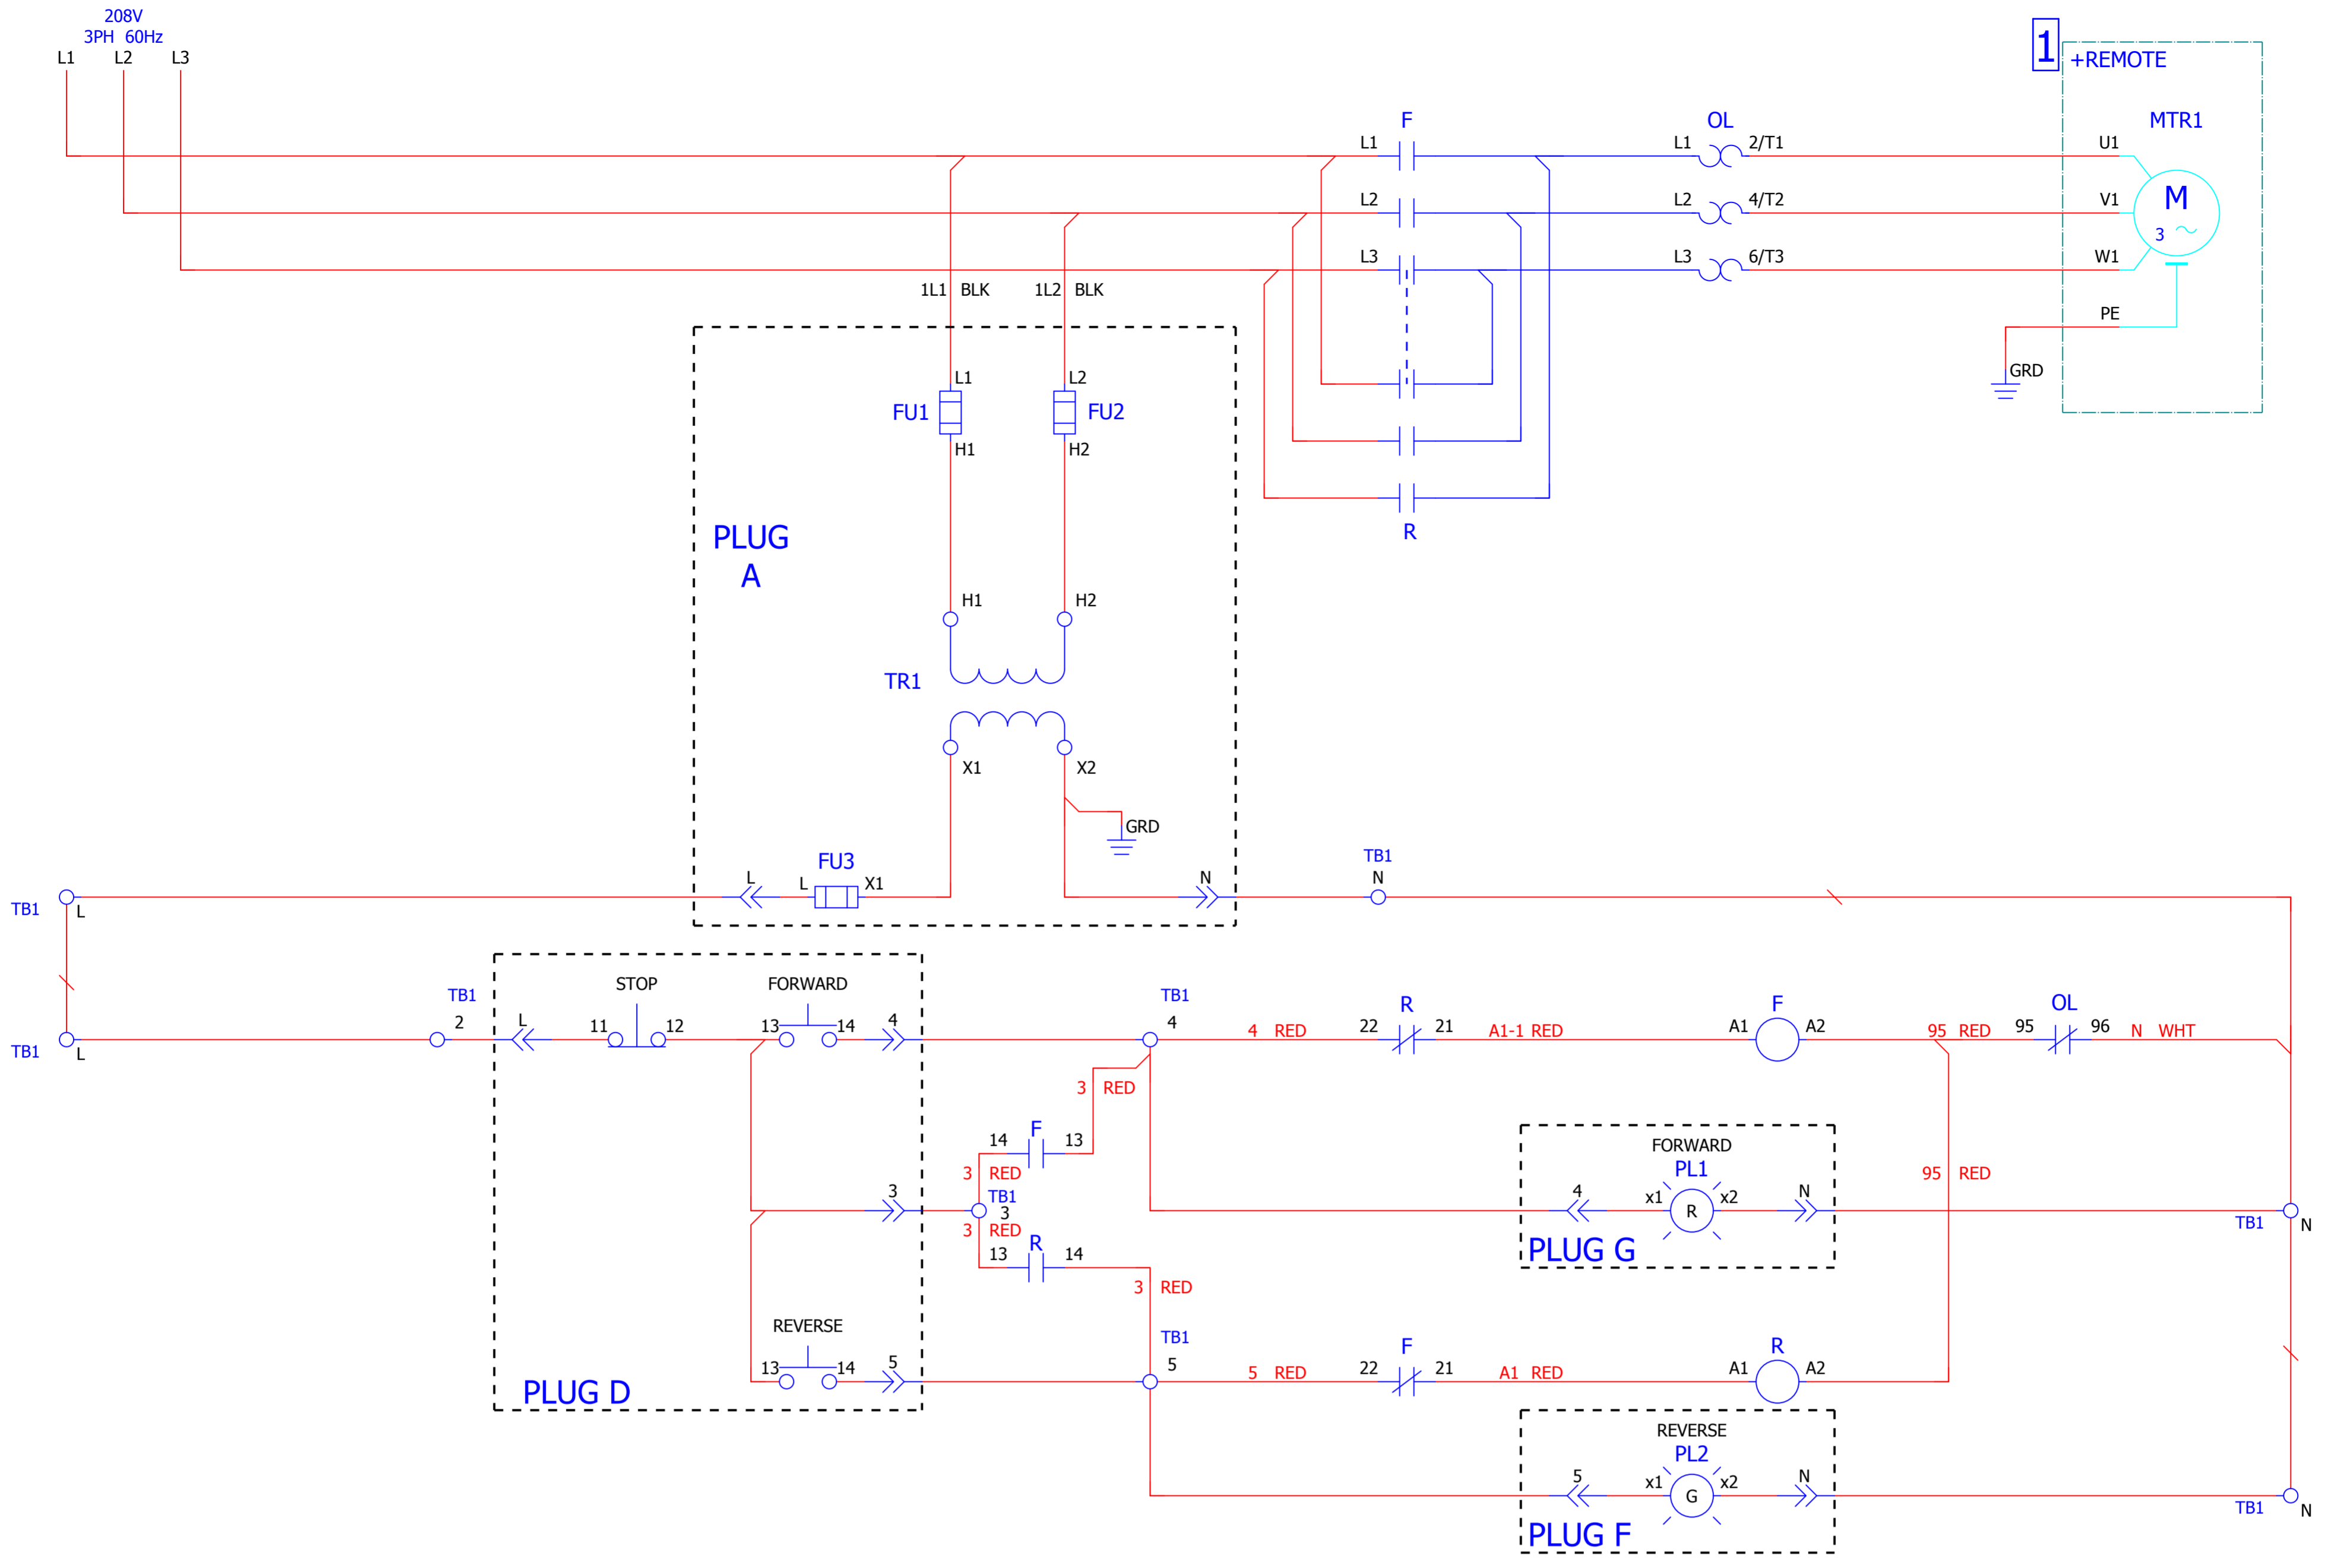 208V
3PH 60Hz
L1 L2 L3
1
+REMOTE
F OL MTR1
L1 L1 2/T1 U1
L2 L2 4/T2 V1
M
3
L3 L3 6/T3 W1
1L1 BLK 1L2 BLK
PE
GRD
L1 L2
FU1 FU2
H1 H2
R
PLUG
A
H1 H2
TR1
X1 X2
GRD
FU3
L L X1 N
TB1
N
TB1 L
STOP FORWARD
TB1
2
L 11 12 13 14 4
TB1
4
4 RED
R
22 21
A1-1 RED
F
A1 A2
95 RED
OL
95 96
N WHT
TB1 L
3 RED
F
14 13
3 RED
TB1
3
3
3 RED
R
13 14
3 RED
FORWARD
PL1
4 x1 R x2 N
PLUG G
95 RED
TB1 N
REVERSE
13 14 5
PLUG D
TB1
5
5 RED
F
22 21
A1 RED
R
A1 A2
REVERSE
PL2
5 x1 G x2 N
PLUG F
TB1 N